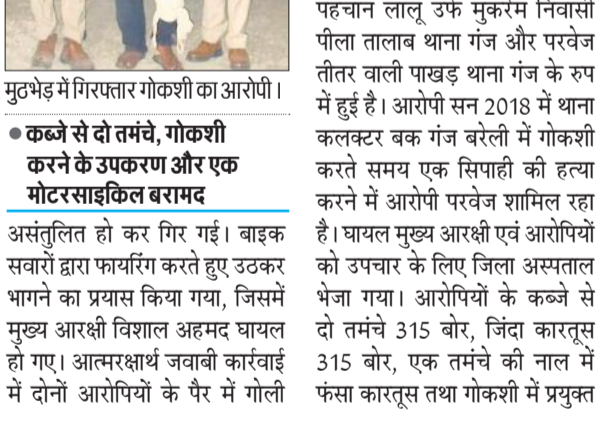 मुठभेड़ में गिरफ्तार गोकशी का आरोपी।
● कब्जे से दो तमंचे, गोकशी
करने के उपकरण और एक
मोटरसाइकिल बरामद
असंतुलित हो कर गिर गई। बाइक
सवारों द्वारा फायरिंग करते हुए उठकर
भागने का प्रयास किया गया, जिसमें
मुख्य आरक्षी विशाल अहमद घायल
हो गए। आत्मरक्षार्थ जवाबी कार्रवाई
में दोनों आरोपियों के पैर में गोली
पहचान लालू उर्फ मुकरेम निवासी
पीला तालाब थाना गंज और परवेज
तीतर वाली पाखड़ थाना गंज के रुप
में हुई है। आरोपी सन 2018 में थाना
कलक्टर बक गंज बरेली में गोकशी
करते समय एक सिपाही की हत्या
करने में आरोपी परवेज शामिल रहा
है। घायल मुख्य आरक्षी एवं आरोपियों
को उपचार के लिए जिला अस्पताल
भेजा गया। आरोपियों के कब्जे से
दो तमंचे 315 बोर, जिंदा कारतूस
315 बोर, एक तमंचे की नाल में
फंसा कारतूस तथा गोकशी में प्रयुक्त